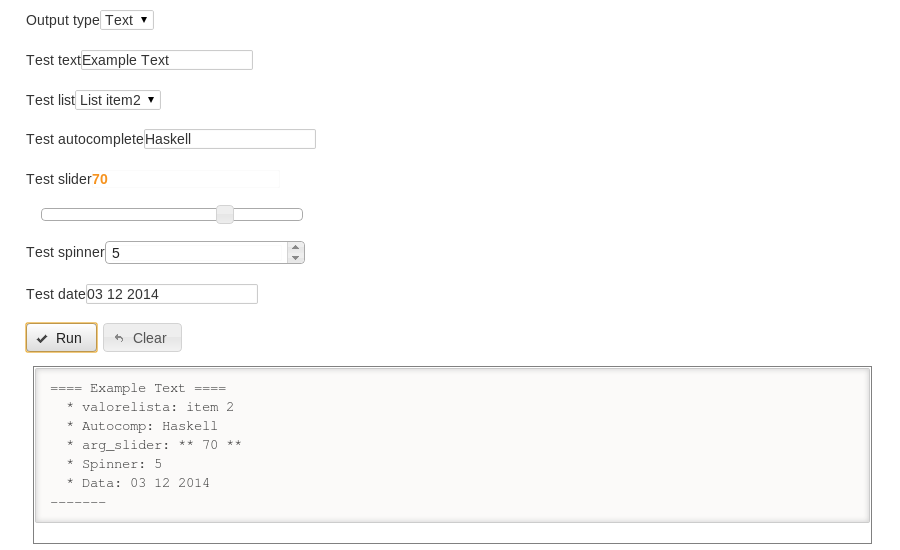 Output type Text
Test text Example Text
Test list List item2
Test autocomplete Haskell
Test slider 70
Test spinner 5
Test date 03 12 2014
Run Clear
==== Example Text ====
  * valorelista: item 2
  * Autocomp: Haskell
  * arg_slider: ** 70 **
  * Spinner: 5
  * Data: 03 12 2014
-------